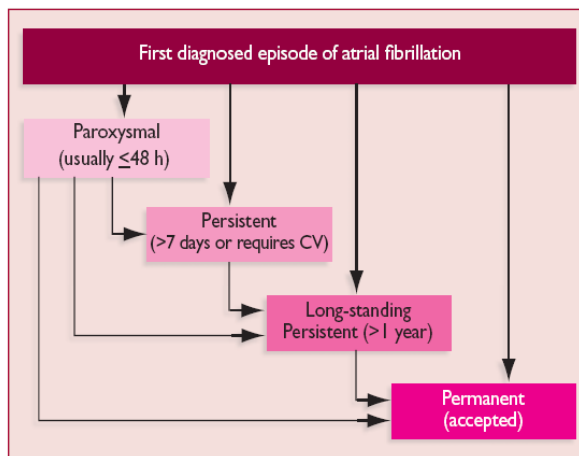 First diagnosed episode of atrial fibrillation
Paroxysmal
(usually ≤48 h)
Persistent
(>7 days or requires CV)
Long-standing
Persistent (>1 year)
Permanent
(accepted)